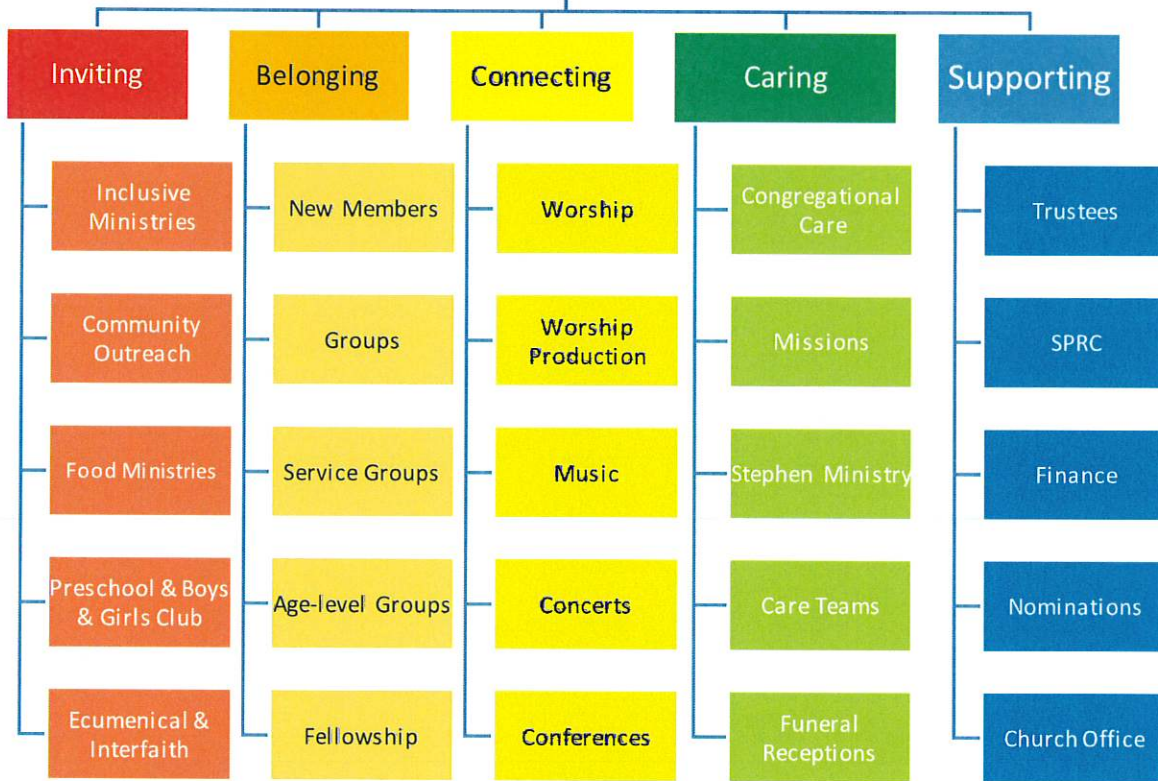 Inviting
Belonging
Connecting
Caring
Supporting
Inclusive
Ministries
New Members
Worship
Congregational
Care
Trustees
Community
Outreach
Groups
Worship
Production
Missions
SPRC
Food Ministries
Service Groups
Music
Stephen Ministry
Finance
Preschool & Boys
& Girls Club
Age-level Groups
Concerts
Care Teams
Nominations
Ecumenical &
Interfaith
Fellowship
Conferences
Funeral
Receptions
Church Office